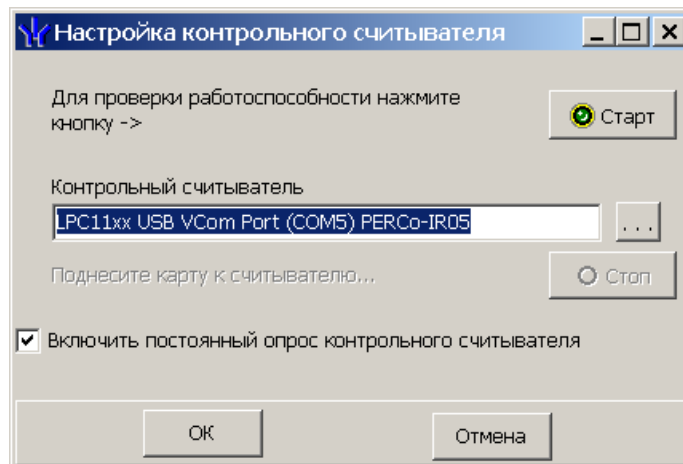 Настройка контрольного считывателя
Для проверки работоспособности нажмите
кнопку ->
Старт
Контрольный считыватель
LPC11xx USB VCom Port (COM5) PERCo-IR05
...
Поднесите карту к считывателю...
Стоп
Включить постоянный опрос контрольного считывателя
ОК
Отмена